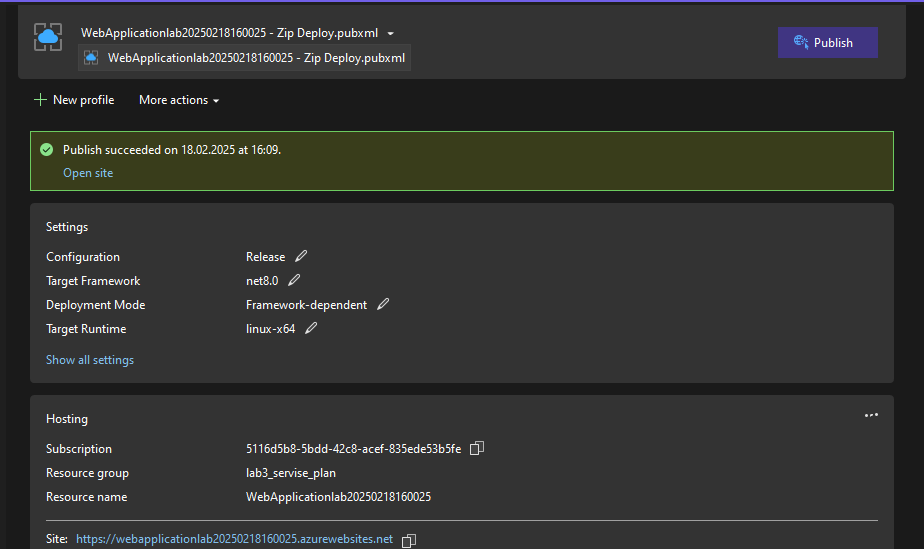 WebApplicationlab20250218160025 - Zip Deploy.pubxml
WebApplicationlab20250218160025 - Zip Deploy.pubxml
Publish
New profile
More actions
Publish succeeded on 18.02.2025 at 16:09.
Open site
Settings
Configuration Release
Target Framework net8.0
Deployment Mode Framework-dependent
Target Runtime linux-x64
Show all settings
Hosting
Subscription 5116d5b8-5bdd-42c8-acef-835ede53b5fe
Resource group lab3_servise_plan
Resource name WebApplicationlab20250218160025
Site: https://webapplicationlab20250218160025.azurewebsites.net